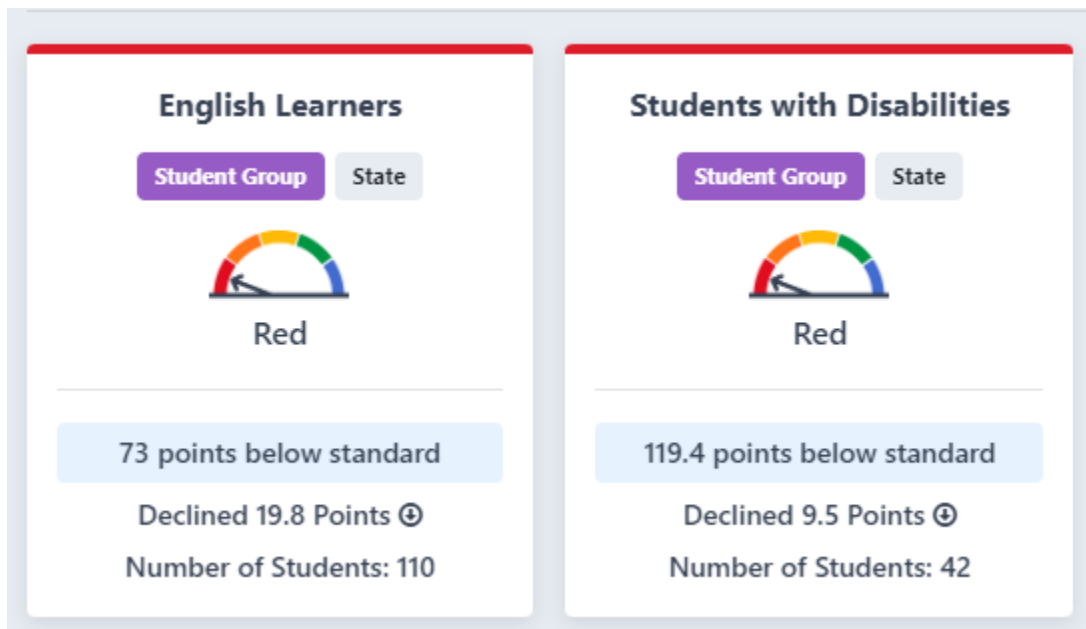 English Learners
Student Group State
Red
73 points below standard
Declined 19.8 Points
Number of Students: 110
Students with Disabilities
Student Group State
Red
119.4 points below standard
Declined 9.5 Points
Number of Students: 42